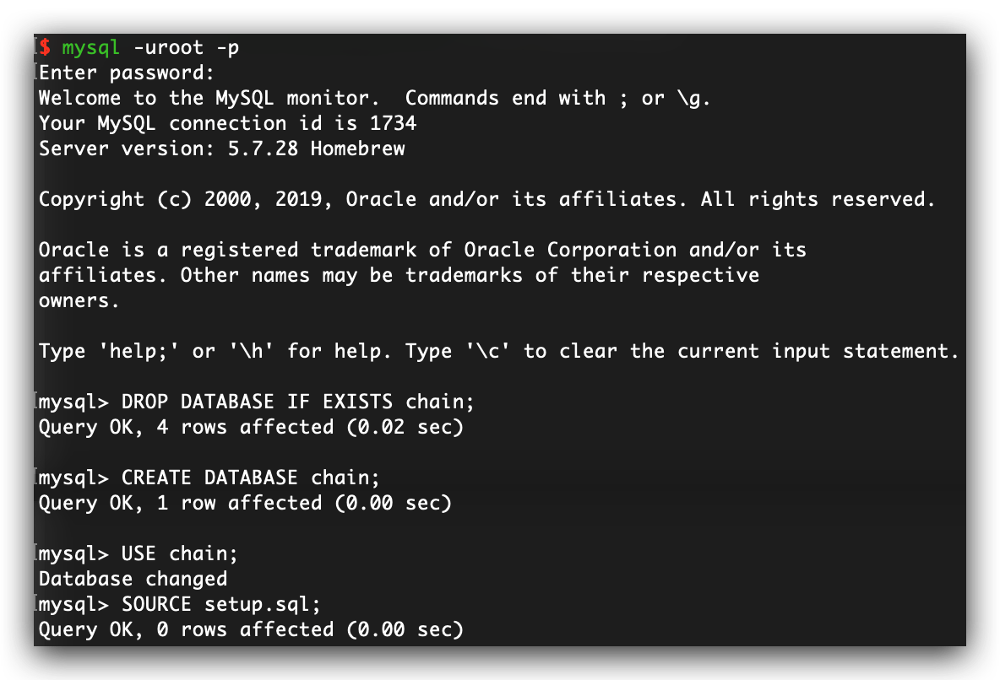 $ mysql -uroot -p
Enter password:
Welcome to the MySQL monitor.  Commands end with ; or \g.
Your MySQL connection id is 1734
Server version: 5.7.28 Homebrew

Copyright (c) 2000, 2019, Oracle and/or its affiliates. All rights reserved.

Oracle is a registered trademark of Oracle Corporation and/or its
affiliates. Other names may be trademarks of their respective
owners.

Type 'help;' or '\h' for help. Type '\c' to clear the current input statement.

mysql> DROP DATABASE IF EXISTS chain;
Query OK, 4 rows affected (0.02 sec)

mysql> CREATE DATABASE chain;
Query OK, 1 row affected (0.00 sec)

mysql> USE chain;
Database changed
mysql> SOURCE setup.sql;
Query OK, 0 rows affected (0.00 sec)